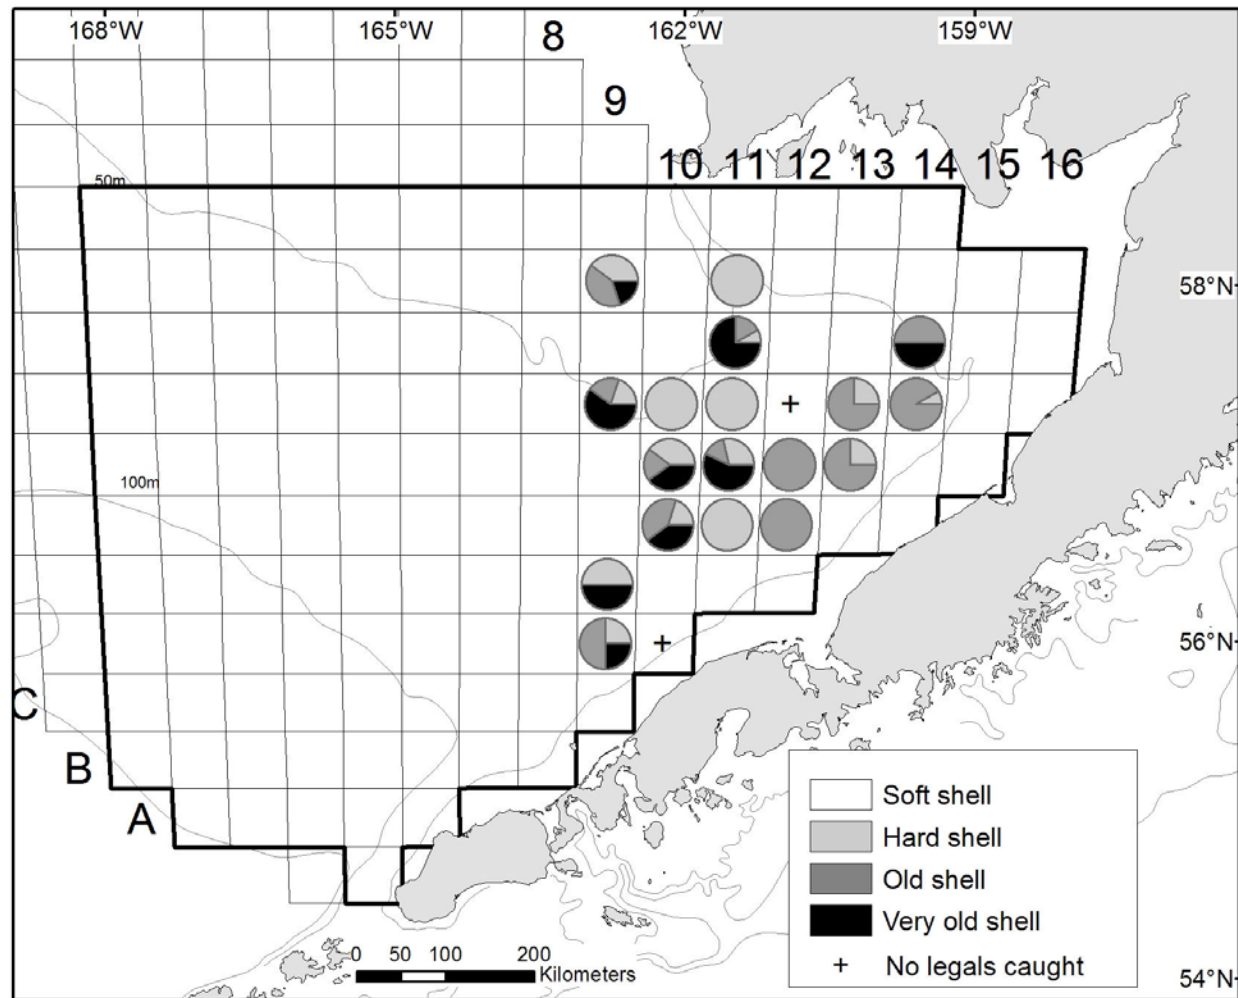 168°W 165°W 162°W 159°W
8
9
10 11 12 13 14 15 16
50m
58°N
100m
56°N
C
B
A
Soft shell
Hard shell
Old shell
Very old shell
+ No legals caught
0 50 100 200
Kilometers
54°N